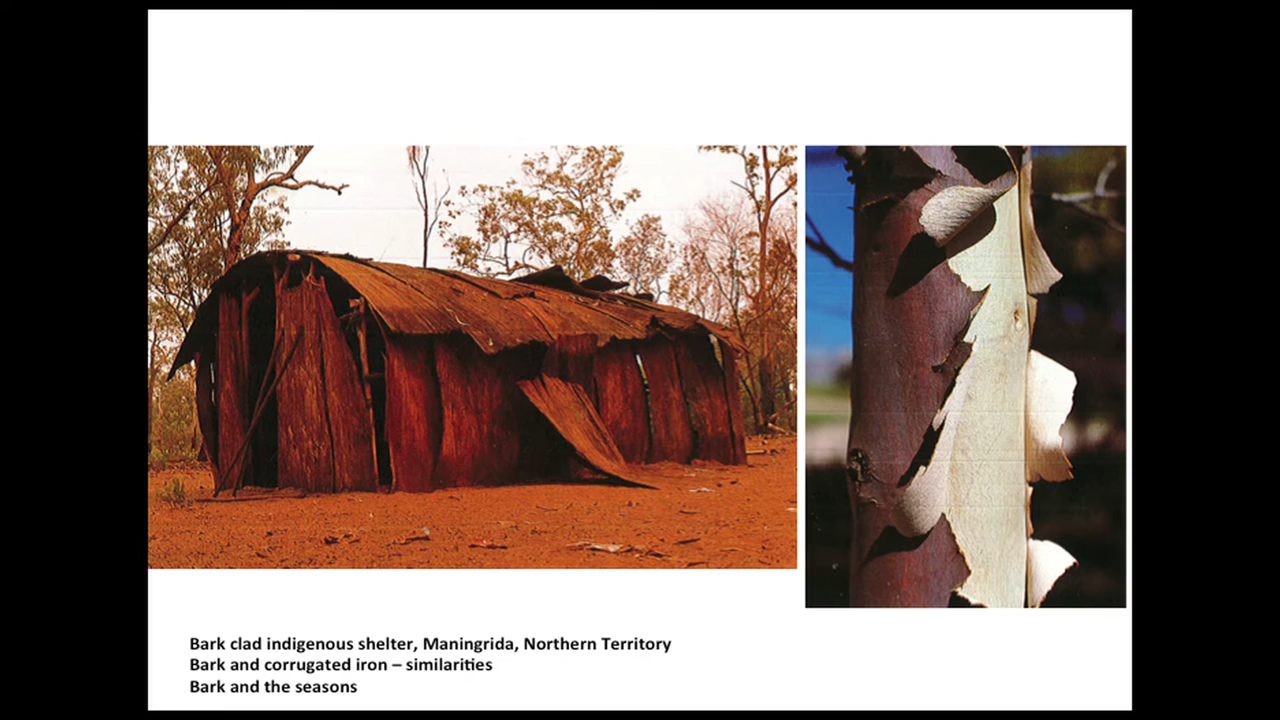 Bark clad indigenous shelter, Maningrida, Northern Territory
Bark and corrugated iron – similarities
Bark and the seasons